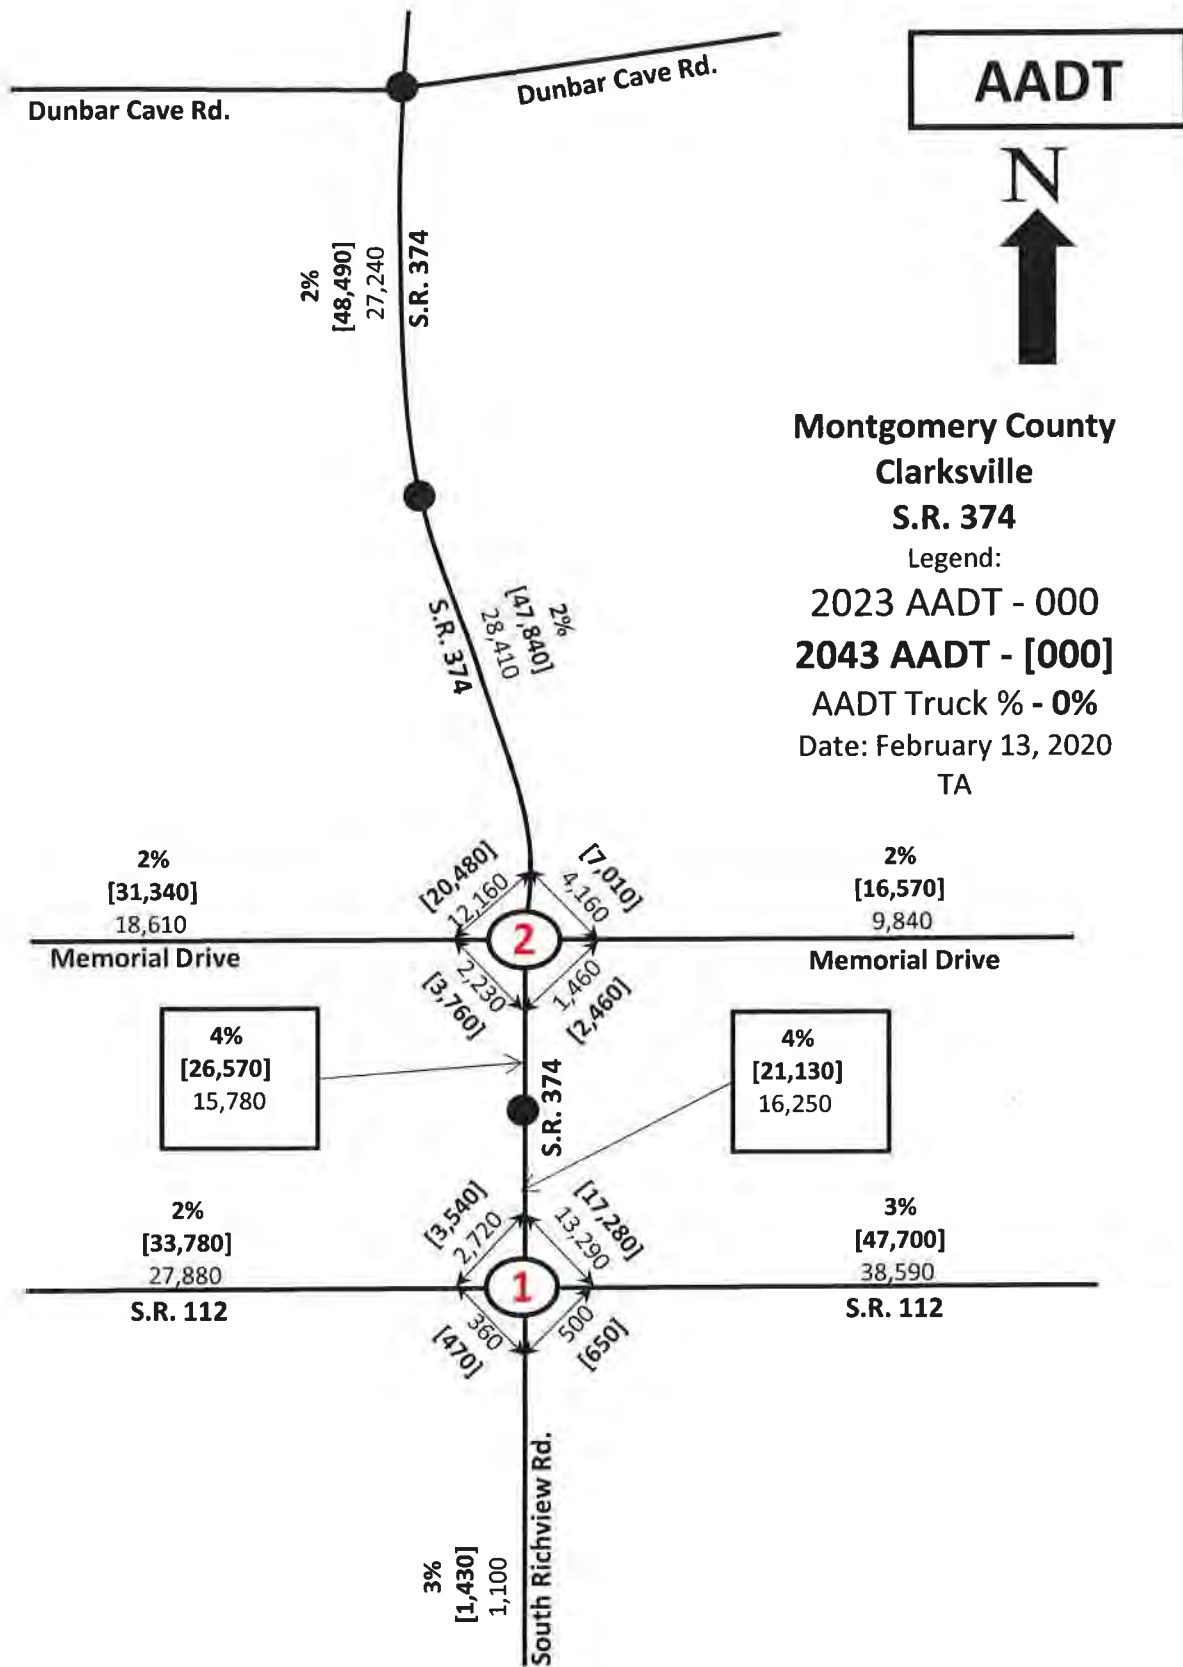 AADT
N
Dunbar Cave Rd.
Dunbar Cave Rd.
2%
[48,490]
27,240
S.R. 374
Montgomery County
Clarksville
S.R. 374
Legend:
2023 AADT - 000
2043 AADT - [000]
AADT Truck % - 0%
Date: February 13, 2020
TA
2%
[47,840]
28,410
S.R. 374
2%
[31,340]
18,610
Memorial Drive
[20,480]
12,160
[7,010]
4,160
2
2,230
[3,760]
1,460
[2,460]
2%
[16,570]
9,840
Memorial Drive
4%
[26,570]
15,780
S.R. 374
4%
[21,130]
16,250
2%
[33,780]
27,880
S.R. 112
[3,540]
2,720
[17,280]
13,290
1
360
[470]
500
[650]
3%
[47,700]
38,590
S.R. 112
3%
[1,430]
1,100
South Richview Rd.